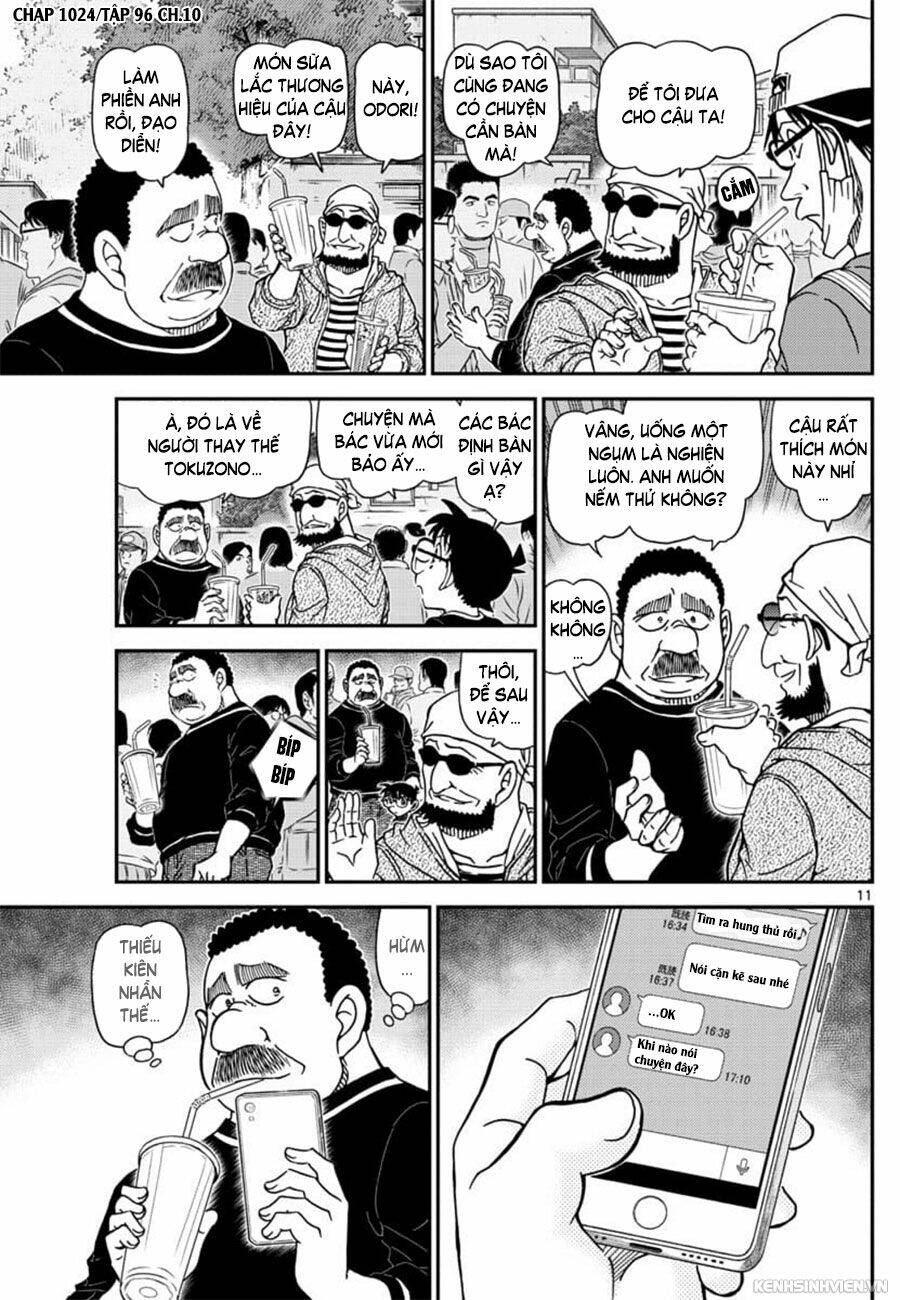 CHAP 1024/TẬP 96 CH.10
ĐỂ TÔI ĐƯA
CHO CẬU TA!
CẮM
DÙ SAO TÔI
CŨNG ĐANG
CÓ CHUYỆN
CẦN BÀN
MÀ!
NÀY,
ODORI!
MÓN SỮA
LẮC THƯƠNG
HIỆU CỦA CẬU
ĐÂY!
LÀM
PHIỀN ANH
RỒI, ĐẠO
DIỄN!
CẬU RẤT
THÍCH MÓN
NÀY NHỈ
...
VÂNG, UỐNG MỘT
NGỤM LÀ NGHIỆN
LUÔN. ANH MUỐN
NẾM THỬ KHÔNG?
KHÔNG
KHÔNG
...
CÁC BÁC
ĐỊNH BÀN
GÌ VẬY
Ạ?
CHUYỆN MÀ
BÁC VỪA MỚI
BẢO ẤY...
À, ĐÓ LÀ VỀ
NGƯỜI THAY THẾ
TOKUZONO...
THÔI,
ĐỂ SAU
VẬY...
BÍP
BÍP
11
既読
16:34
Tìm ra hung thủ rồi♪
既読
16:37
Nói cặn kẽ sau nhé
...OK
16:38
Khi nào nói
chuyện đây?
17:10
HỪM
...
THIẾU
KIÊN
NHẪN
THẾ...
KENHSINHVIEN.VN